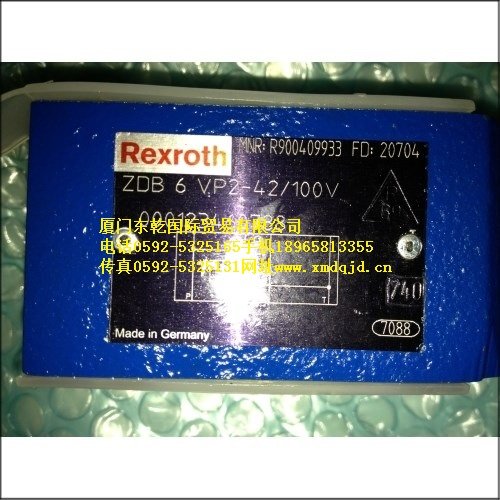 Rexroth MNR: R900409933 FD: 20704
ZDB 6 VP2-42/100V
厦门东乾国际贸易有限公司
电话0592-5325165手机18965813355
传真0592-5325131网址www.xmdqjd.cn
P T
Made in Germany 7088